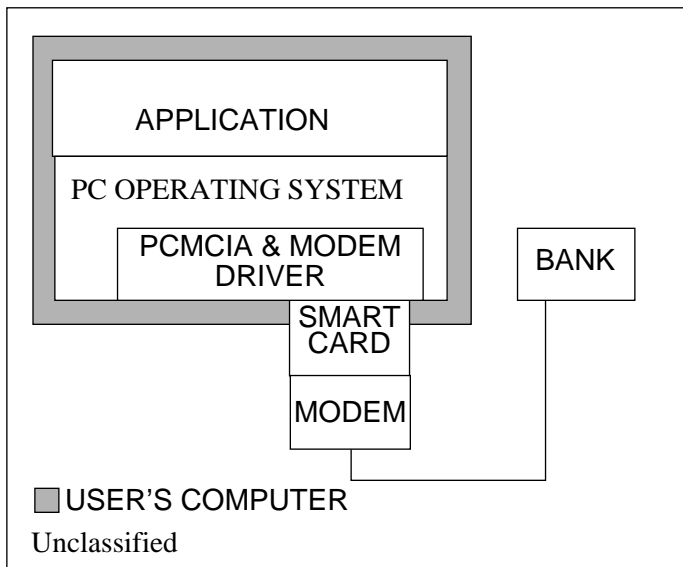 APPLICATION
PC OPERATING SYSTEM
PCMCIA & MODEM
DRIVER
BANK
SMART
CARD
MODEM
USER'S COMPUTER
Unclassified